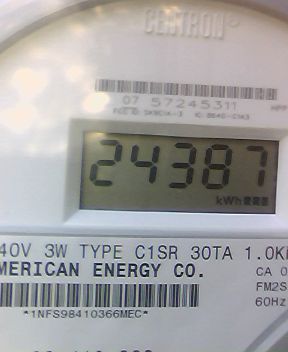 CENTRON®
07 57245311
24387
kWh
40V 3W TYPE C1SR 30TA 1.0K
MERICAN ENERGY CO.
CA 0
FM2S
60Hz
*1NFS98410366MEC*